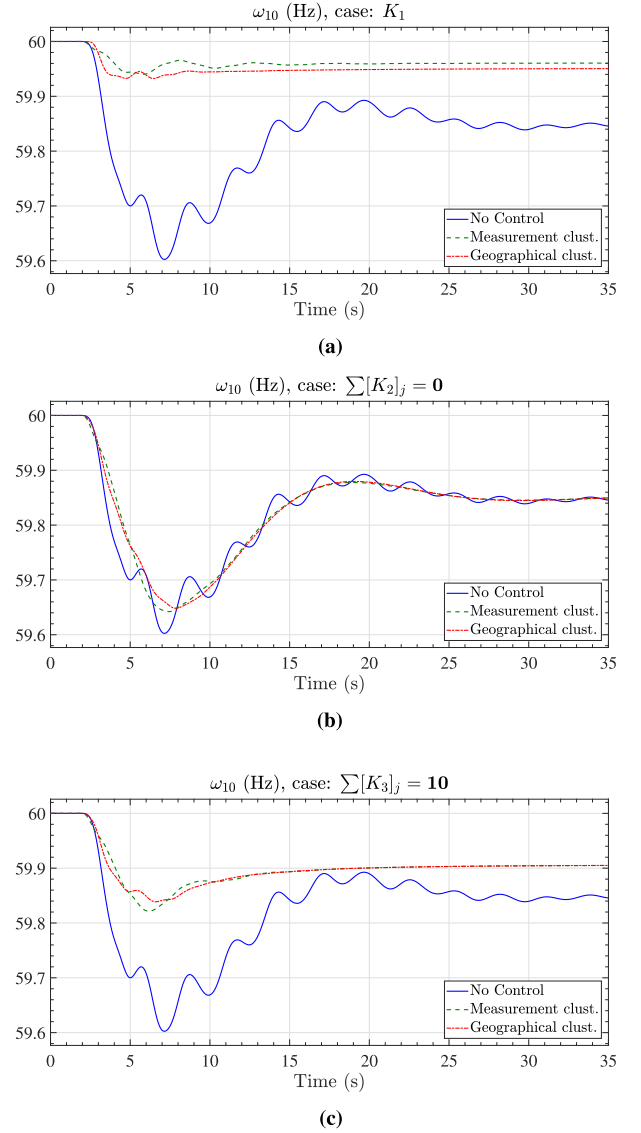 ω₁₀ (Hz), case: K₁
60
59.9
59.8
59.7
59.6
No Control
Measurement clust.
Geographical clust.
0 5 10 15 20 25 30 35
Time (s)
(a)
ω₁₀ (Hz), case: ∑[K₂]ⱼ = 0
60
59.9
59.8
59.7
59.6
No Control
Measurement clust.
Geographical clust.
0 5 10 15 20 25 30 35
Time (s)
(b)
ω₁₀ (Hz), case: ∑[K₃]ⱼ = 10
60
59.9
59.8
59.7
59.6
No Control
Measurement clust.
Geographical clust.
0 5 10 15 20 25 30 35
Time (s)
(c)